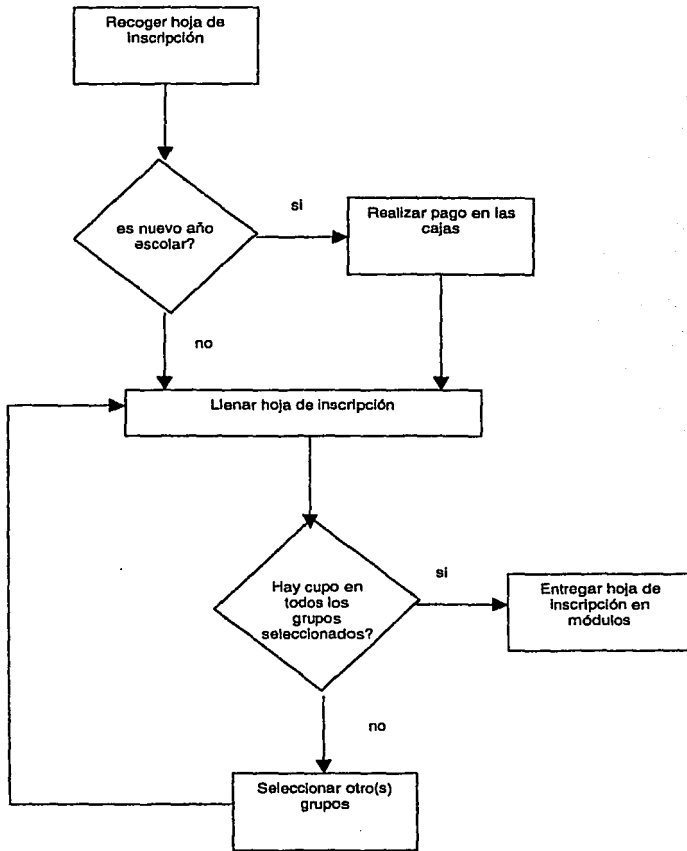 Recoger hoja de
Inscripción
es nuevo año
escolar?
si
Realizar pago en las
cajas
no
Llenar hoja de inscripción
Hay cupo en
todos los
grupos
seleccionados?
si
Entregar hoja de
Inscripción en
módulos
no
Seleccionar otro(s)
grupos